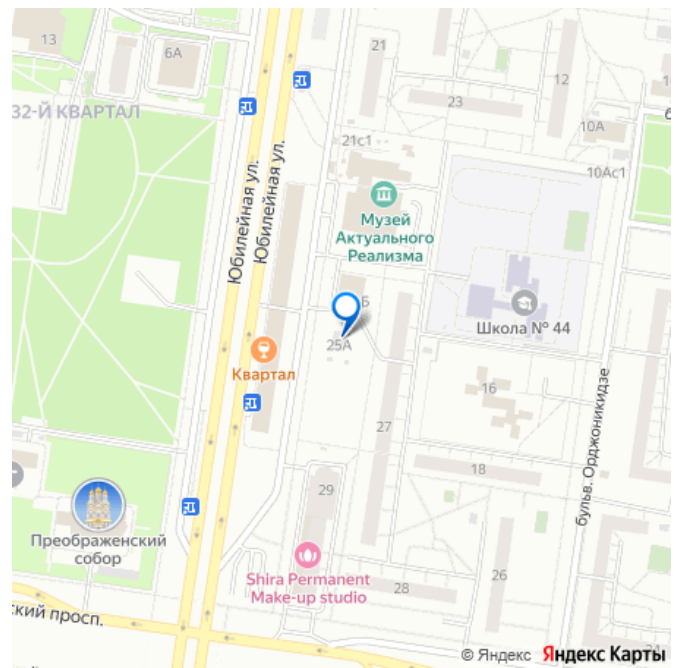 21
13
6А
12
23
32-Й КВАРТАЛ
10А
21с1
10Ас1
Юбилейная ул.
Юбилейная ул.
Музей
Актуального
Реализма
Школа № 44
25А
Квартал
16
бульв. Орджоникидзе
27
18
29
Преображенский
собор
Shira Permanent
Make-up studio
28
26
ский просп.
© Яндекс Яндекс Карты